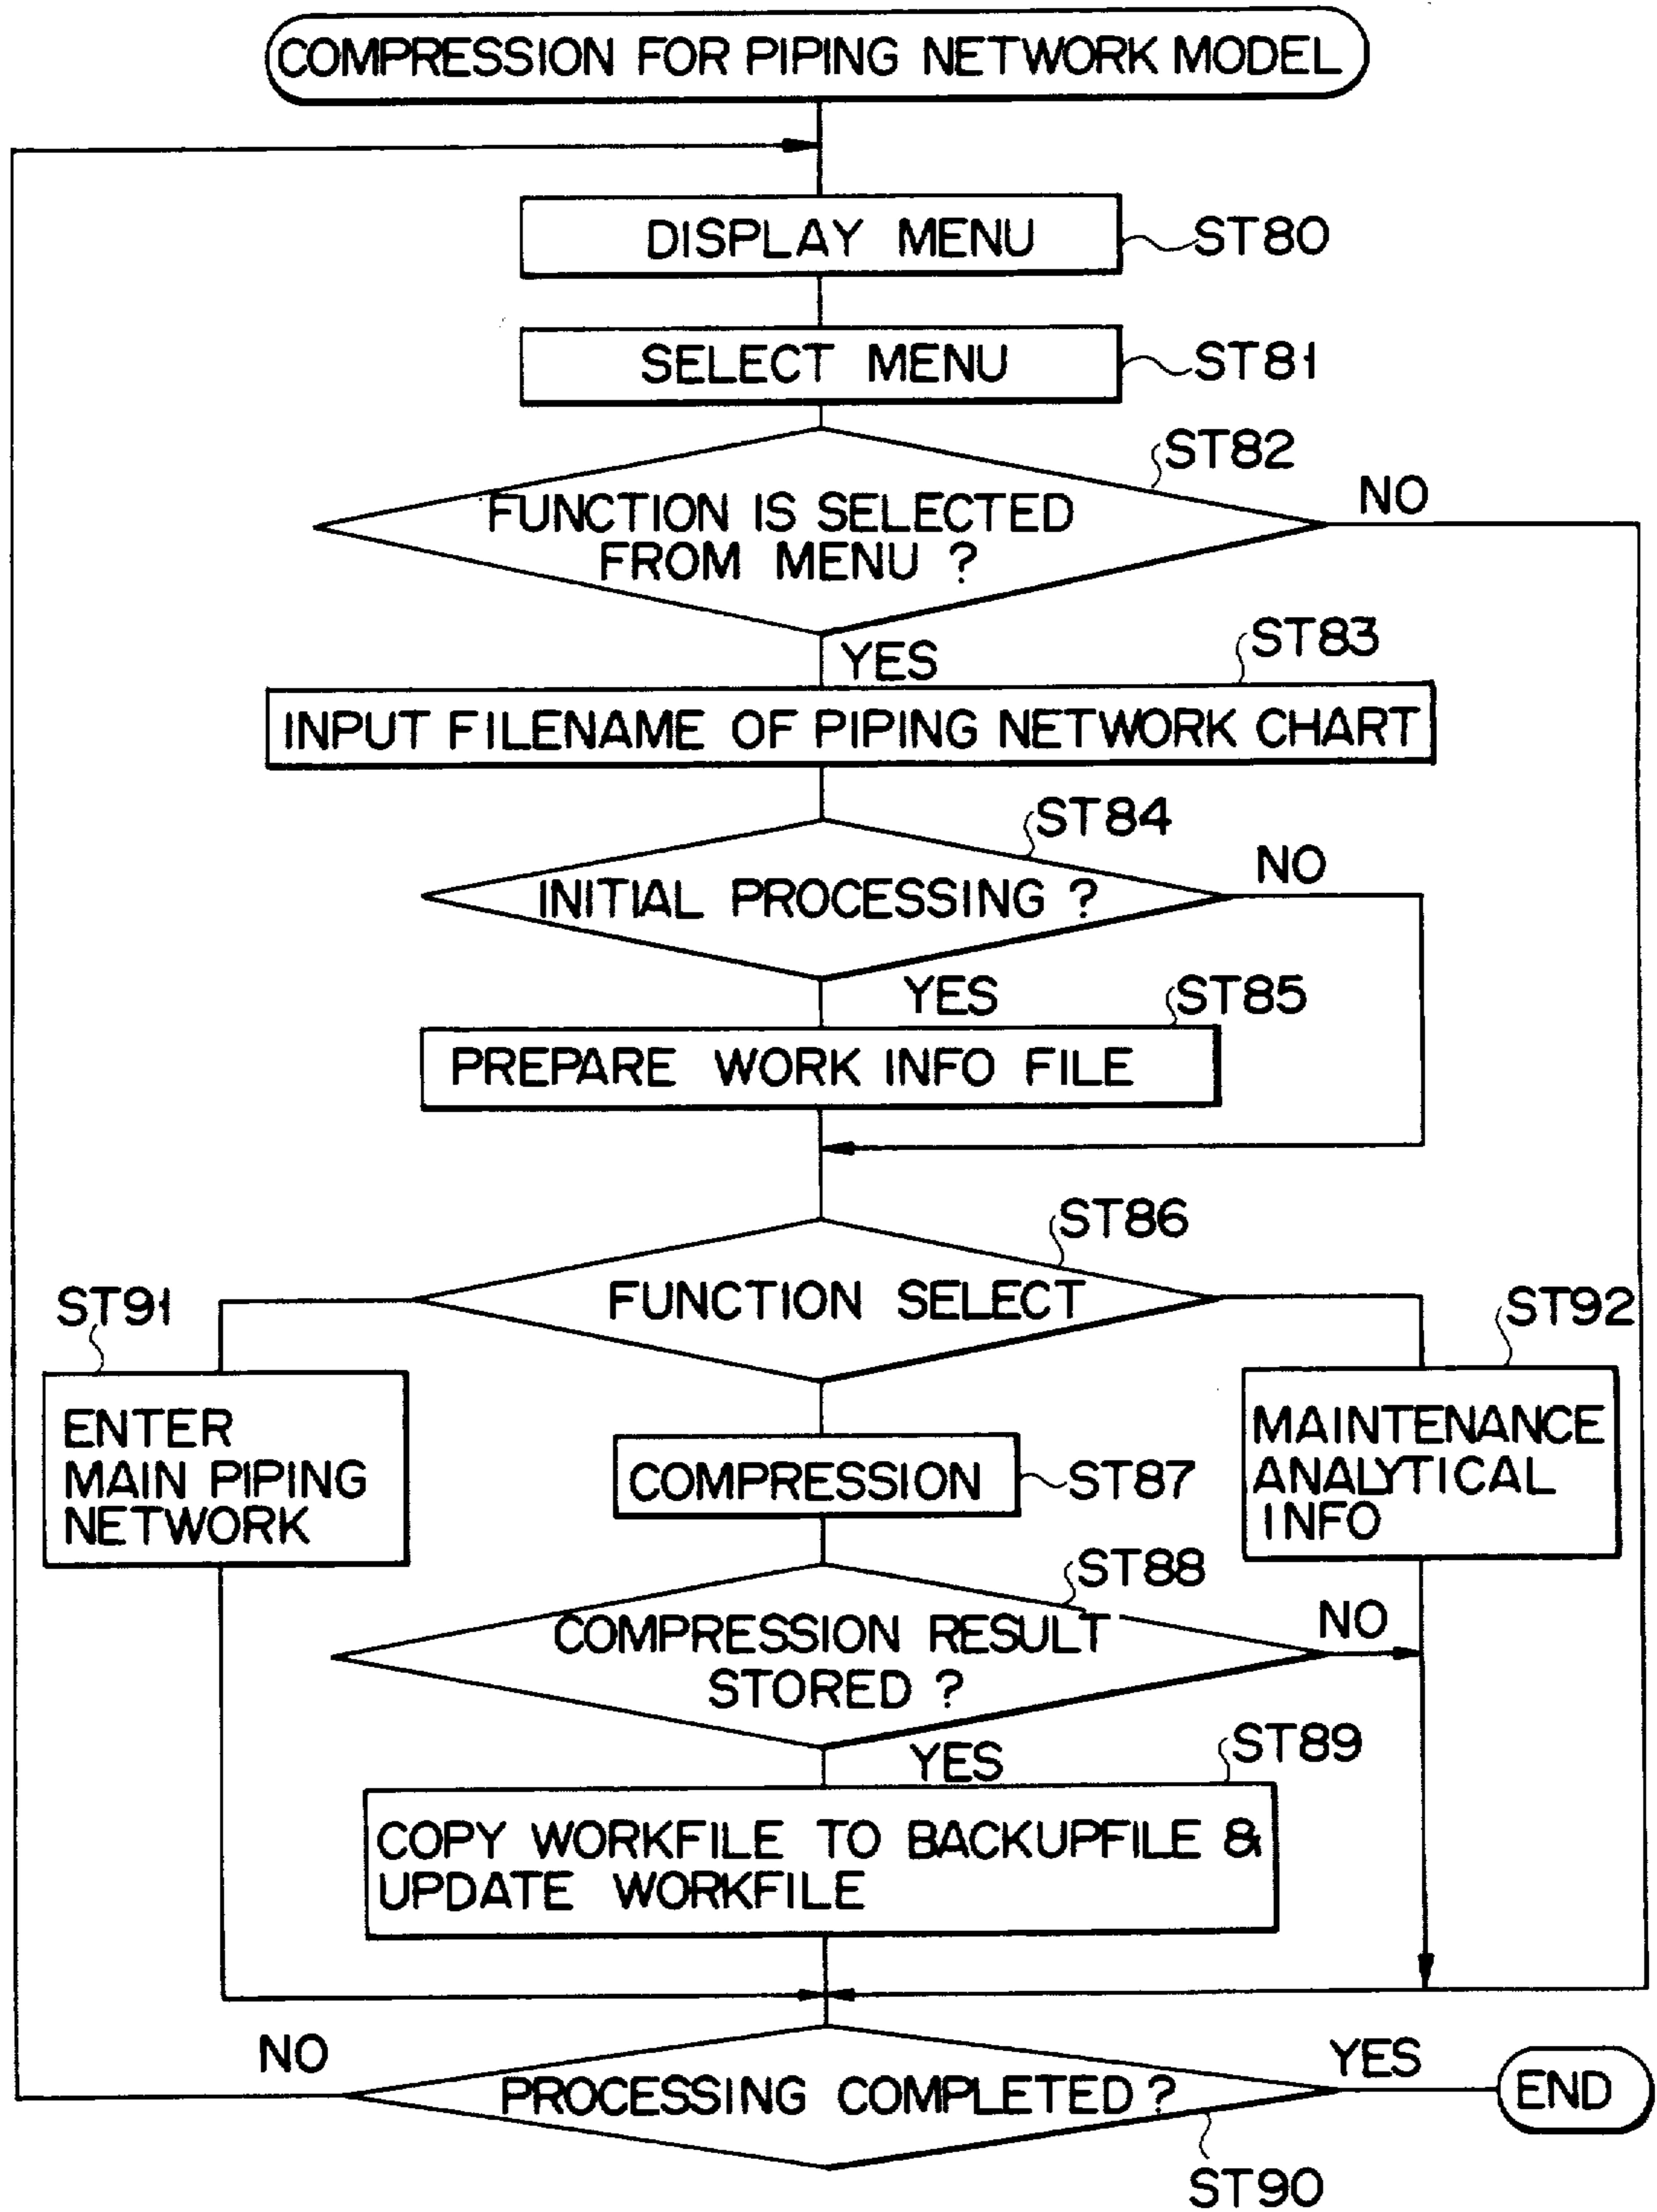 COMPRESSION FOR PIPING NETWORK MODEL
DISPLAY MENU
ST80
SELECT MENU
ST81
ST82
FUNCTION IS SELECTED
FROM MENU ?
NO
YES
ST83
INPUT FILENAME OF PIPING NETWORK CHART
ST84
INITIAL PROCESSING ?
NO
YES
ST85
PREPARE WORK INFO FILE
ST86
FUNCTION SELECT
ST91
ENTER
MAIN PIPING
NETWORK
ST92
MAINTENANCE
ANALYTICAL
INFO
COMPRESSION
ST87
ST88
COMPRESSION RESULT
STORED ?
NO
YES
ST89
COPY WORKFILE TO BACKUPFILE &
UPDATE WORKFILE
NO
PROCESSING COMPLETED ?
YES
END
ST90